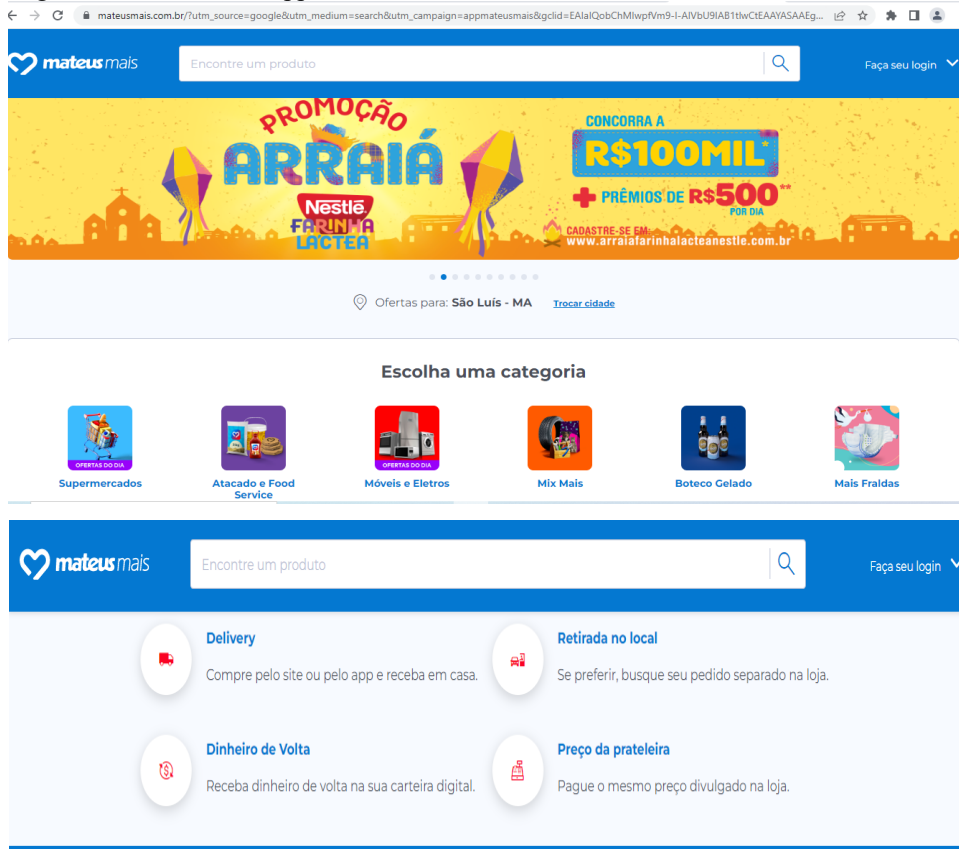 mateusmais.com.br/?utm_source=google&utm_medium=search&utm_campaign=appmateusmais&gclid=EAIaIQobChMIwpfVm9-I-AIVbU9IAB1tlwCtEAAYASAAEg...
mateus mais
Encontre um produto
Faça seu login
PROMOÇÃO
ARRAIÁ
Nestlé.
FARINHA
LÁCTEA
CONCORRA A
R$100MIL*
+ PRÊMIOS DE R$500**
POR DIA
CADASTRE-SE EM:
www.arraiafarinhalacteanestle.com.br
Ofertas para: São Luís - MA Trocar cidade
Escolha uma categoria
OFERTAS DO DIA
OFERTAS DO DIA
Supermercados
Atacado e Food
Service
Móveis e Eletros
Mix Mais
Boteco Gelado
Mais Fraldas
mateus mais
Encontre um produto
Faça seu login
Delivery
Compre pelo site ou pelo app e receba em casa.
Retirada no local
Se preferir, busque seu pedido separado na loja.
Dinheiro de Volta
Receba dinheiro de volta na sua carteira digital.
Preço da prateleira
Pague o mesmo preço divulgado na loja.